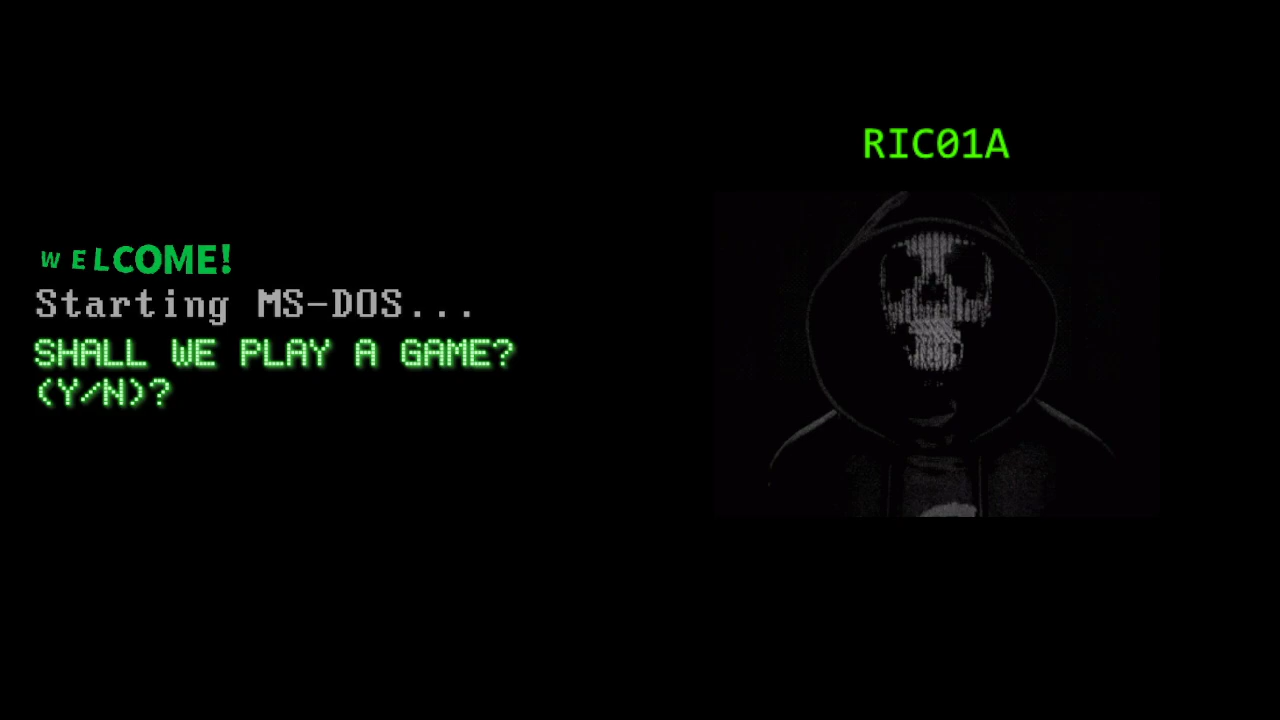 WELCOME!
Starting MS-DOS...
SHALL WE PLAY A GAME?
(Y/N)?
RIC01A